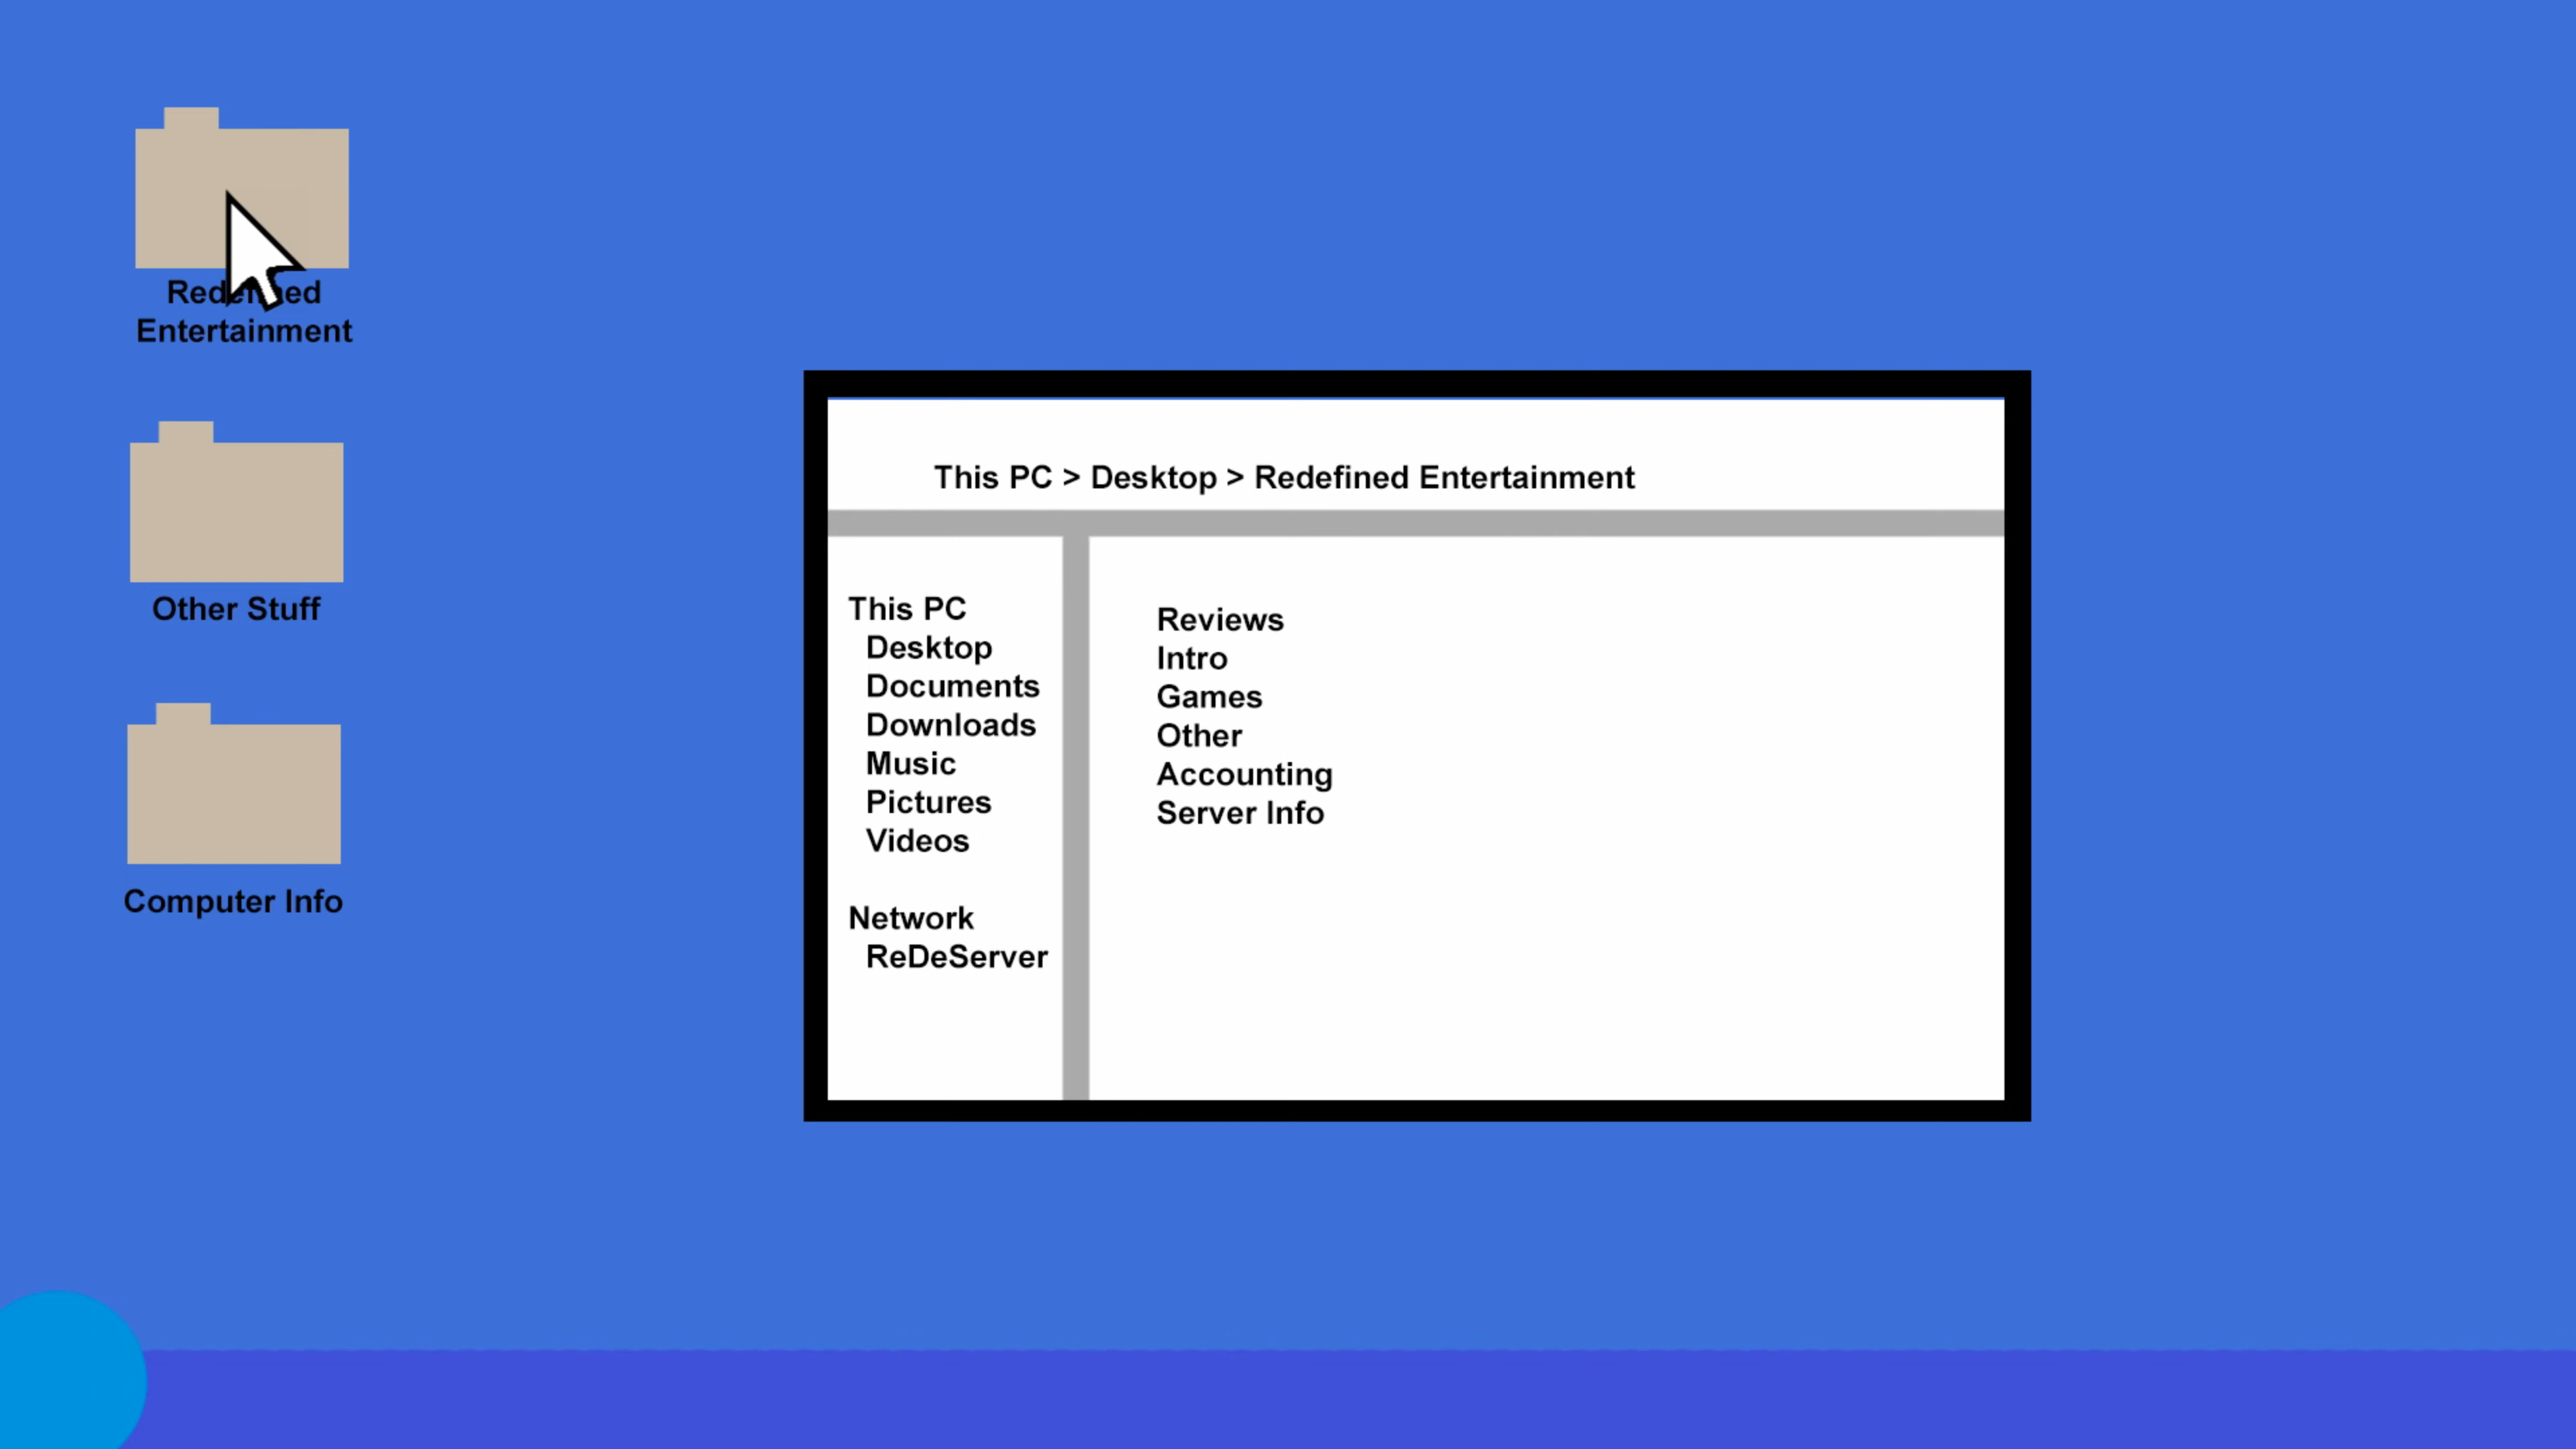 Redefined
Entertainment
Other Stuff
Computer Info
This PC > Desktop > Redefined Entertainment
This PC
Desktop
Documents
Downloads
Music
Pictures
Videos
Network
ReDeServer
Reviews
Intro
Games
Other
Accounting
Server Info